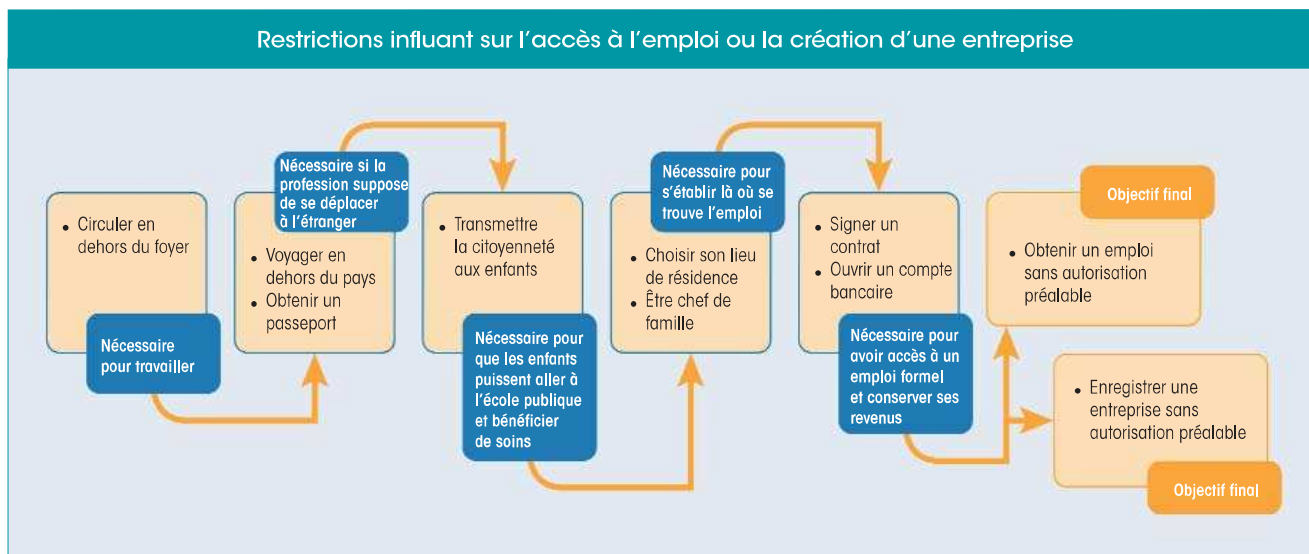 Restrictions influant sur l'accès à l'emploi ou la création d'une entreprise
• Circuler en
dehors du foyer
Nécessaire
pour travailler
Nécessaire si la
profession suppose
de se déplacer
à l'étranger
• Voyager en
dehors du pays
• Obtenir un
passeport
• Transmettre
la citoyenneté
aux enfants
Nécessaire pour
que les enfants
puissent aller à
l'école publique
et bénéficier
de soins
Nécessaire pour
s'établir là où se
trouve l'emploi
• Choisir son lieu
de résidence
• Être chef de
famille
• Signer un
contrat
• Ouvrir un compte
bancaire
Nécessaire pour
avoir accès à un
emploi formel
et conserver ses
revenus
Objectif final
• Obtenir un emploi
sans autorisation
préalable
• Enregistrer une
entreprise sans
autorisation préalable
Objectif final